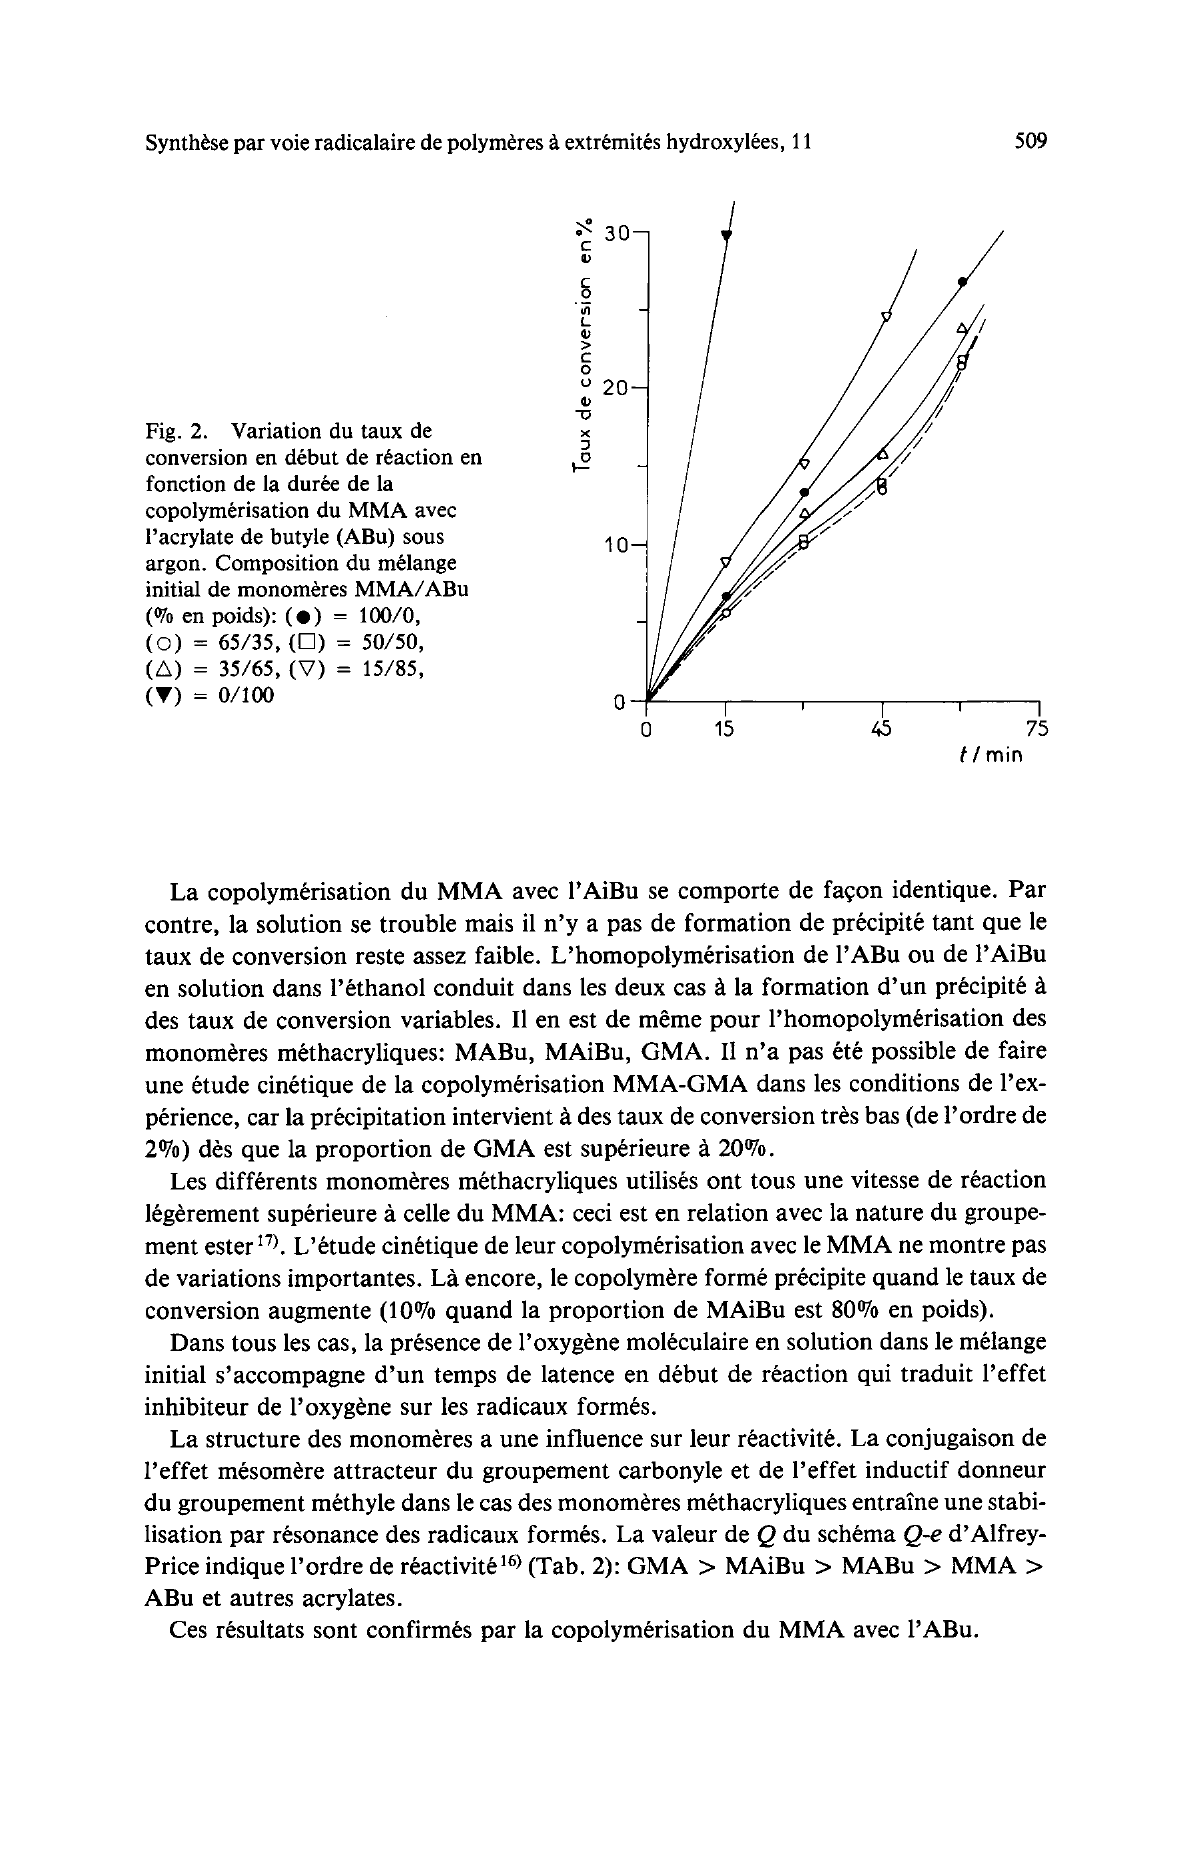 Synthèse par voie radicalaire de polymères à extrémités hydroxylées, 11 509
Fig. 2. Variation du taux de
conversion en début de réaction en
fonction de la durée de la
copolymérisation du MMA avec
l'acrylate de butyle (ABu) sous
argon. Composition du mélange
initial de monomères MMA/ABu
(% en poids): (●) = 100/0,
(○) = 65/35, (□) = 50/50,
(△) = 35/65, (▽) = 15/85,
(▼) = 0/100
Taux de conversion en %
30
20
10
0
0 15 45 75
t / min
La copolymérisation du MMA avec l'AiBu se comporte de façon identique. Par
contre, la solution se trouble mais il n'y a pas de formation de précipité tant que le
taux de conversion reste assez faible. L'homopolymérisation de l'ABu ou de l'AiBu
en solution dans l'éthanol conduit dans les deux cas à la formation d'un précipité à
des taux de conversion variables. Il en est de même pour l'homopolymérisation des
monomères méthacryliques: MABu, MAiBu, GMA. Il n'a pas été possible de faire
une étude cinétique de la copolymérisation MMA-GMA dans les conditions de l'ex-
périence, car la précipitation intervient à des taux de conversion très bas (de l'ordre de
2%) dès que la proportion de GMA est supérieure à 20%.
Les différents monomères méthacryliques utilisés ont tous une vitesse de réaction
légèrement supérieure à celle du MMA: ceci est en relation avec la nature du groupe-
ment ester 17). L'étude cinétique de leur copolymérisation avec le MMA ne montre pas
de variations importantes. Là encore, le copolymère formé précipite quand le taux de
conversion augmente (10% quand la proportion de MAiBu est 80% en poids).
Dans tous les cas, la présence de l'oxygène moléculaire en solution dans le mélange
initial s'accompagne d'un temps de latence en début de réaction qui traduit l'effet
inhibiteur de l'oxygène sur les radicaux formés.
La structure des monomères a une influence sur leur réactivité. La conjugaison de
l'effet mésomère attracteur du groupement carbonyle et de l'effet inductif donneur
du groupement méthyle dans le cas des monomères méthacryliques entraîne une stabi-
lisation par résonance des radicaux formés. La valeur de Q du schéma Q-e d'Alfrey-
Price indique l'ordre de réactivité 16) (Tab. 2): GMA > MAiBu > MABu > MMA >
ABu et autres acrylates.
Ces résultats sont confirmés par la copolymérisation du MMA avec l'ABu.